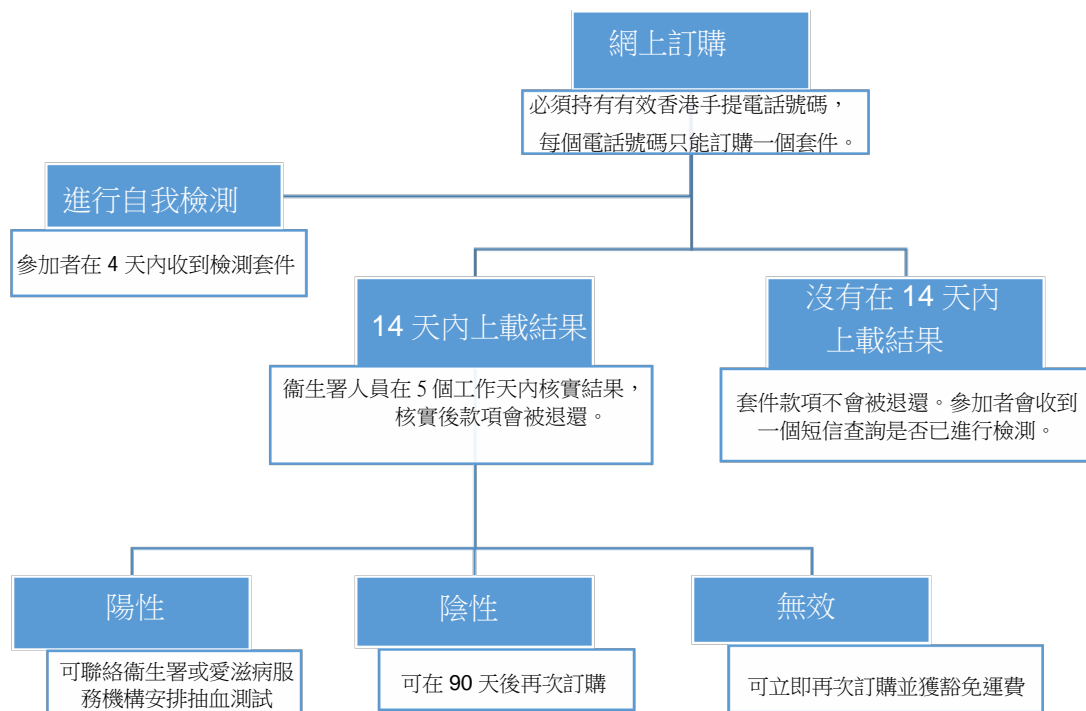 網上訂購
必須持有有效香港手提電話號碼，
每個電話號碼只能訂購一個套件。
進行自我檢測
參加者在 4 天內收到檢測套件
14 天內上載結果
衞生署人員在 5 個工作天內核實結果，
核實後款項會被退還。
沒有在 14 天內
上載結果
套件款項不會被退還。參加者會收到
一個短信查詢是否已進行檢測。
陽性
可聯絡衞生署或愛滋病服
務機構安排抽血測試
陰性
可在 90 天後再次訂購
無效
可立即再次訂購並獲豁免運費